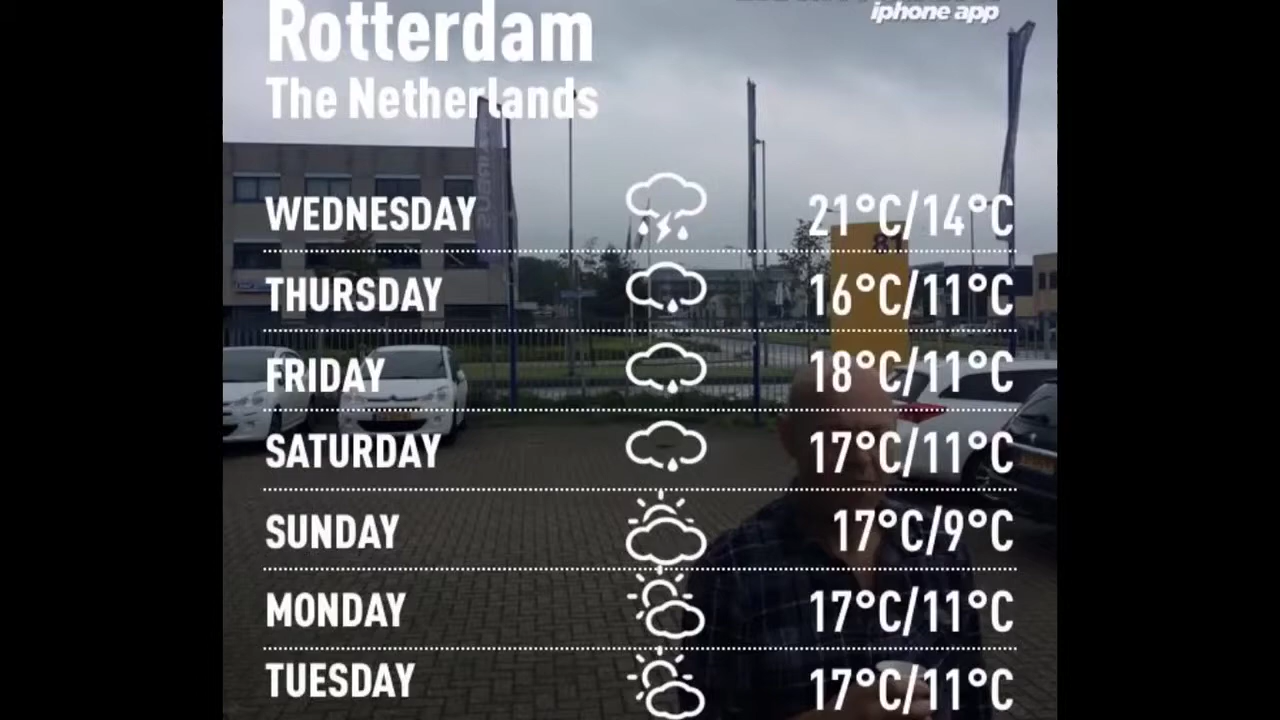 iphone app
Rotterdam
The Netherlands
WEDNESDAY 21°C/14°C
THURSDAY 16°C/11°C
FRIDAY 18°C/11°C
SATURDAY 17°C/11°C
SUNDAY 17°C/9°C
MONDAY 17°C/11°C
TUESDAY 17°C/11°C
81